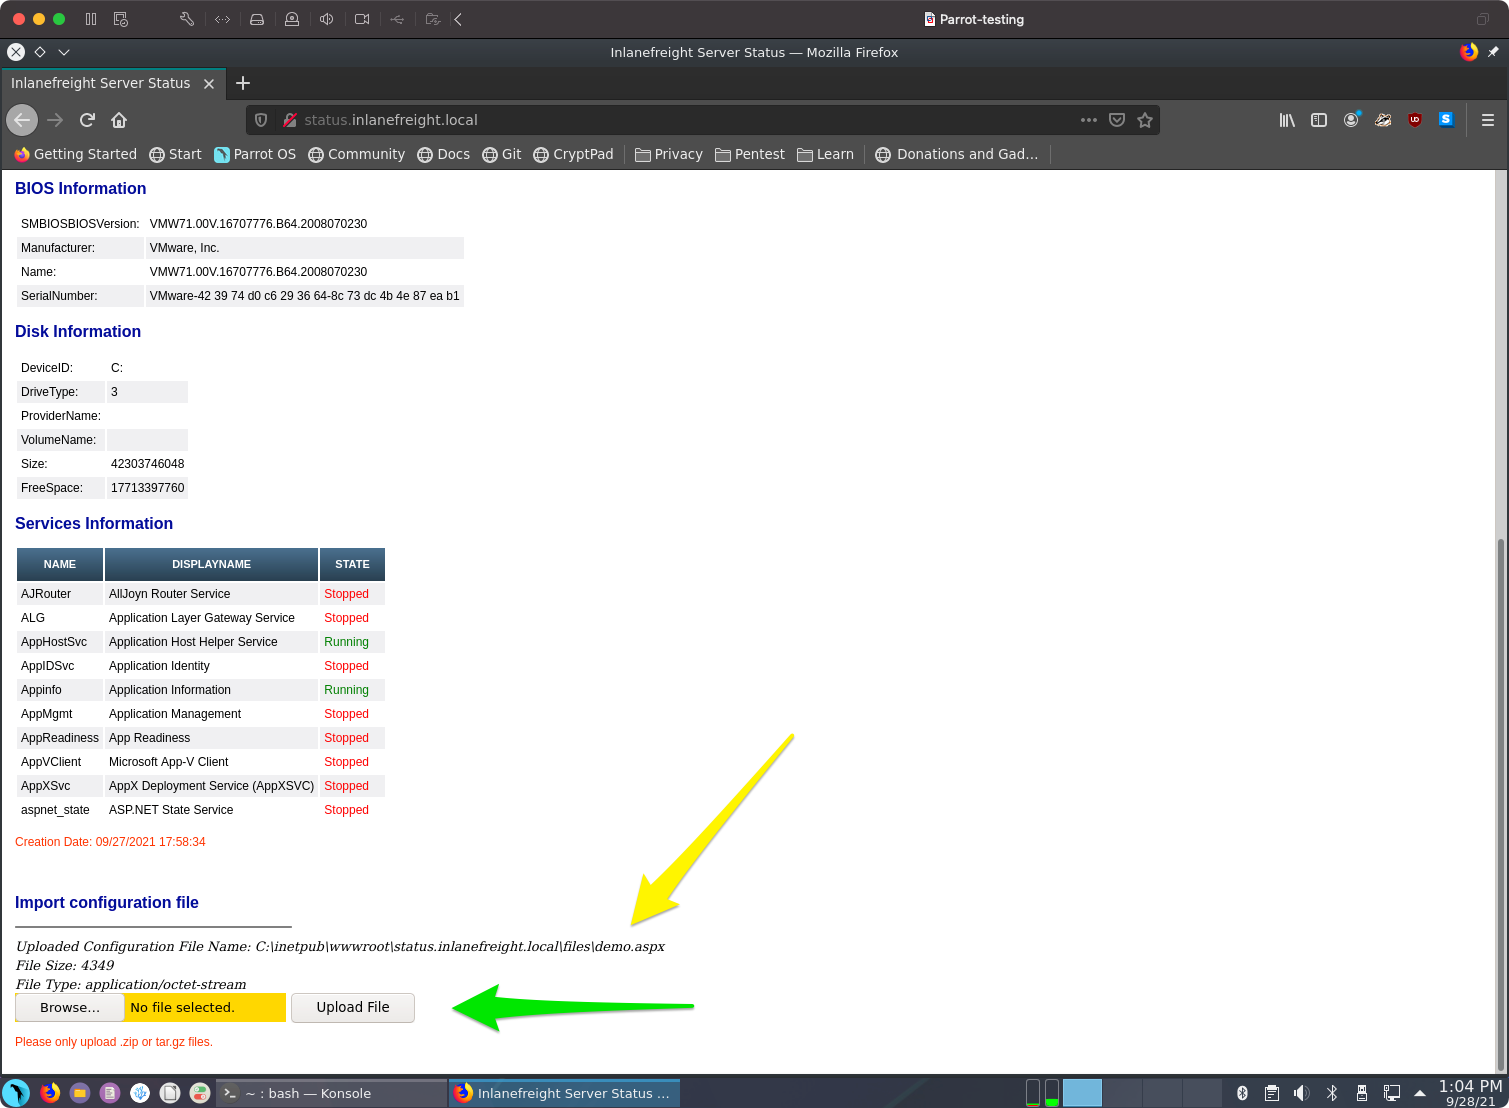 Parrot-testing
Inlanefreight Server Status — Mozilla Firefox
Inlanefreight Server Status
status.inlanefreight.local
Getting Started Start Parrot OS Community Docs Git CryptPad Privacy Pentest Learn Donations and Gad...
BIOS Information
SMBIOSBIOSVersion: VMW71.00V.16707776.B64.2008070230
Manufacturer: VMware, Inc.
Name: VMW71.00V.16707776.B64.2008070230
SerialNumber: VMware-42 39 74 d0 c6 29 36 64-8c 73 dc 4b 4e 87 ea b1
Disk Information
DeviceID: C:
DriveType: 3
ProviderName:
VolumeName:
Size: 42303746048
FreeSpace: 17713397760
Services Information
NAME DISPLAYNAME STATE
AJRouter AllJoyn Router Service Stopped
ALG Application Layer Gateway Service Stopped
AppHostSvc Application Host Helper Service Running
AppIDSvc Application Identity Stopped
Appinfo Application Information Running
AppMgmt Application Management Stopped
AppReadiness App Readiness Stopped
AppVClient Microsoft App-V Client Stopped
AppXSvc AppX Deployment Service (AppXSVC) Stopped
aspnet_state ASP.NET State Service Stopped
Creation Date: 09/27/2021 17:58:34
Import configuration file
Uploaded Configuration File Name: C:\inetpub\wwwroot\status.inlanefreight.local\files\demo.aspx
File Size: 4349
File Type: application/octet-stream
Browse... No file selected. Upload File
Please only upload .zip or tar.gz files.
~ : bash — Konsole Inlanefreight Server Status ... 1:04 PM
9/28/21